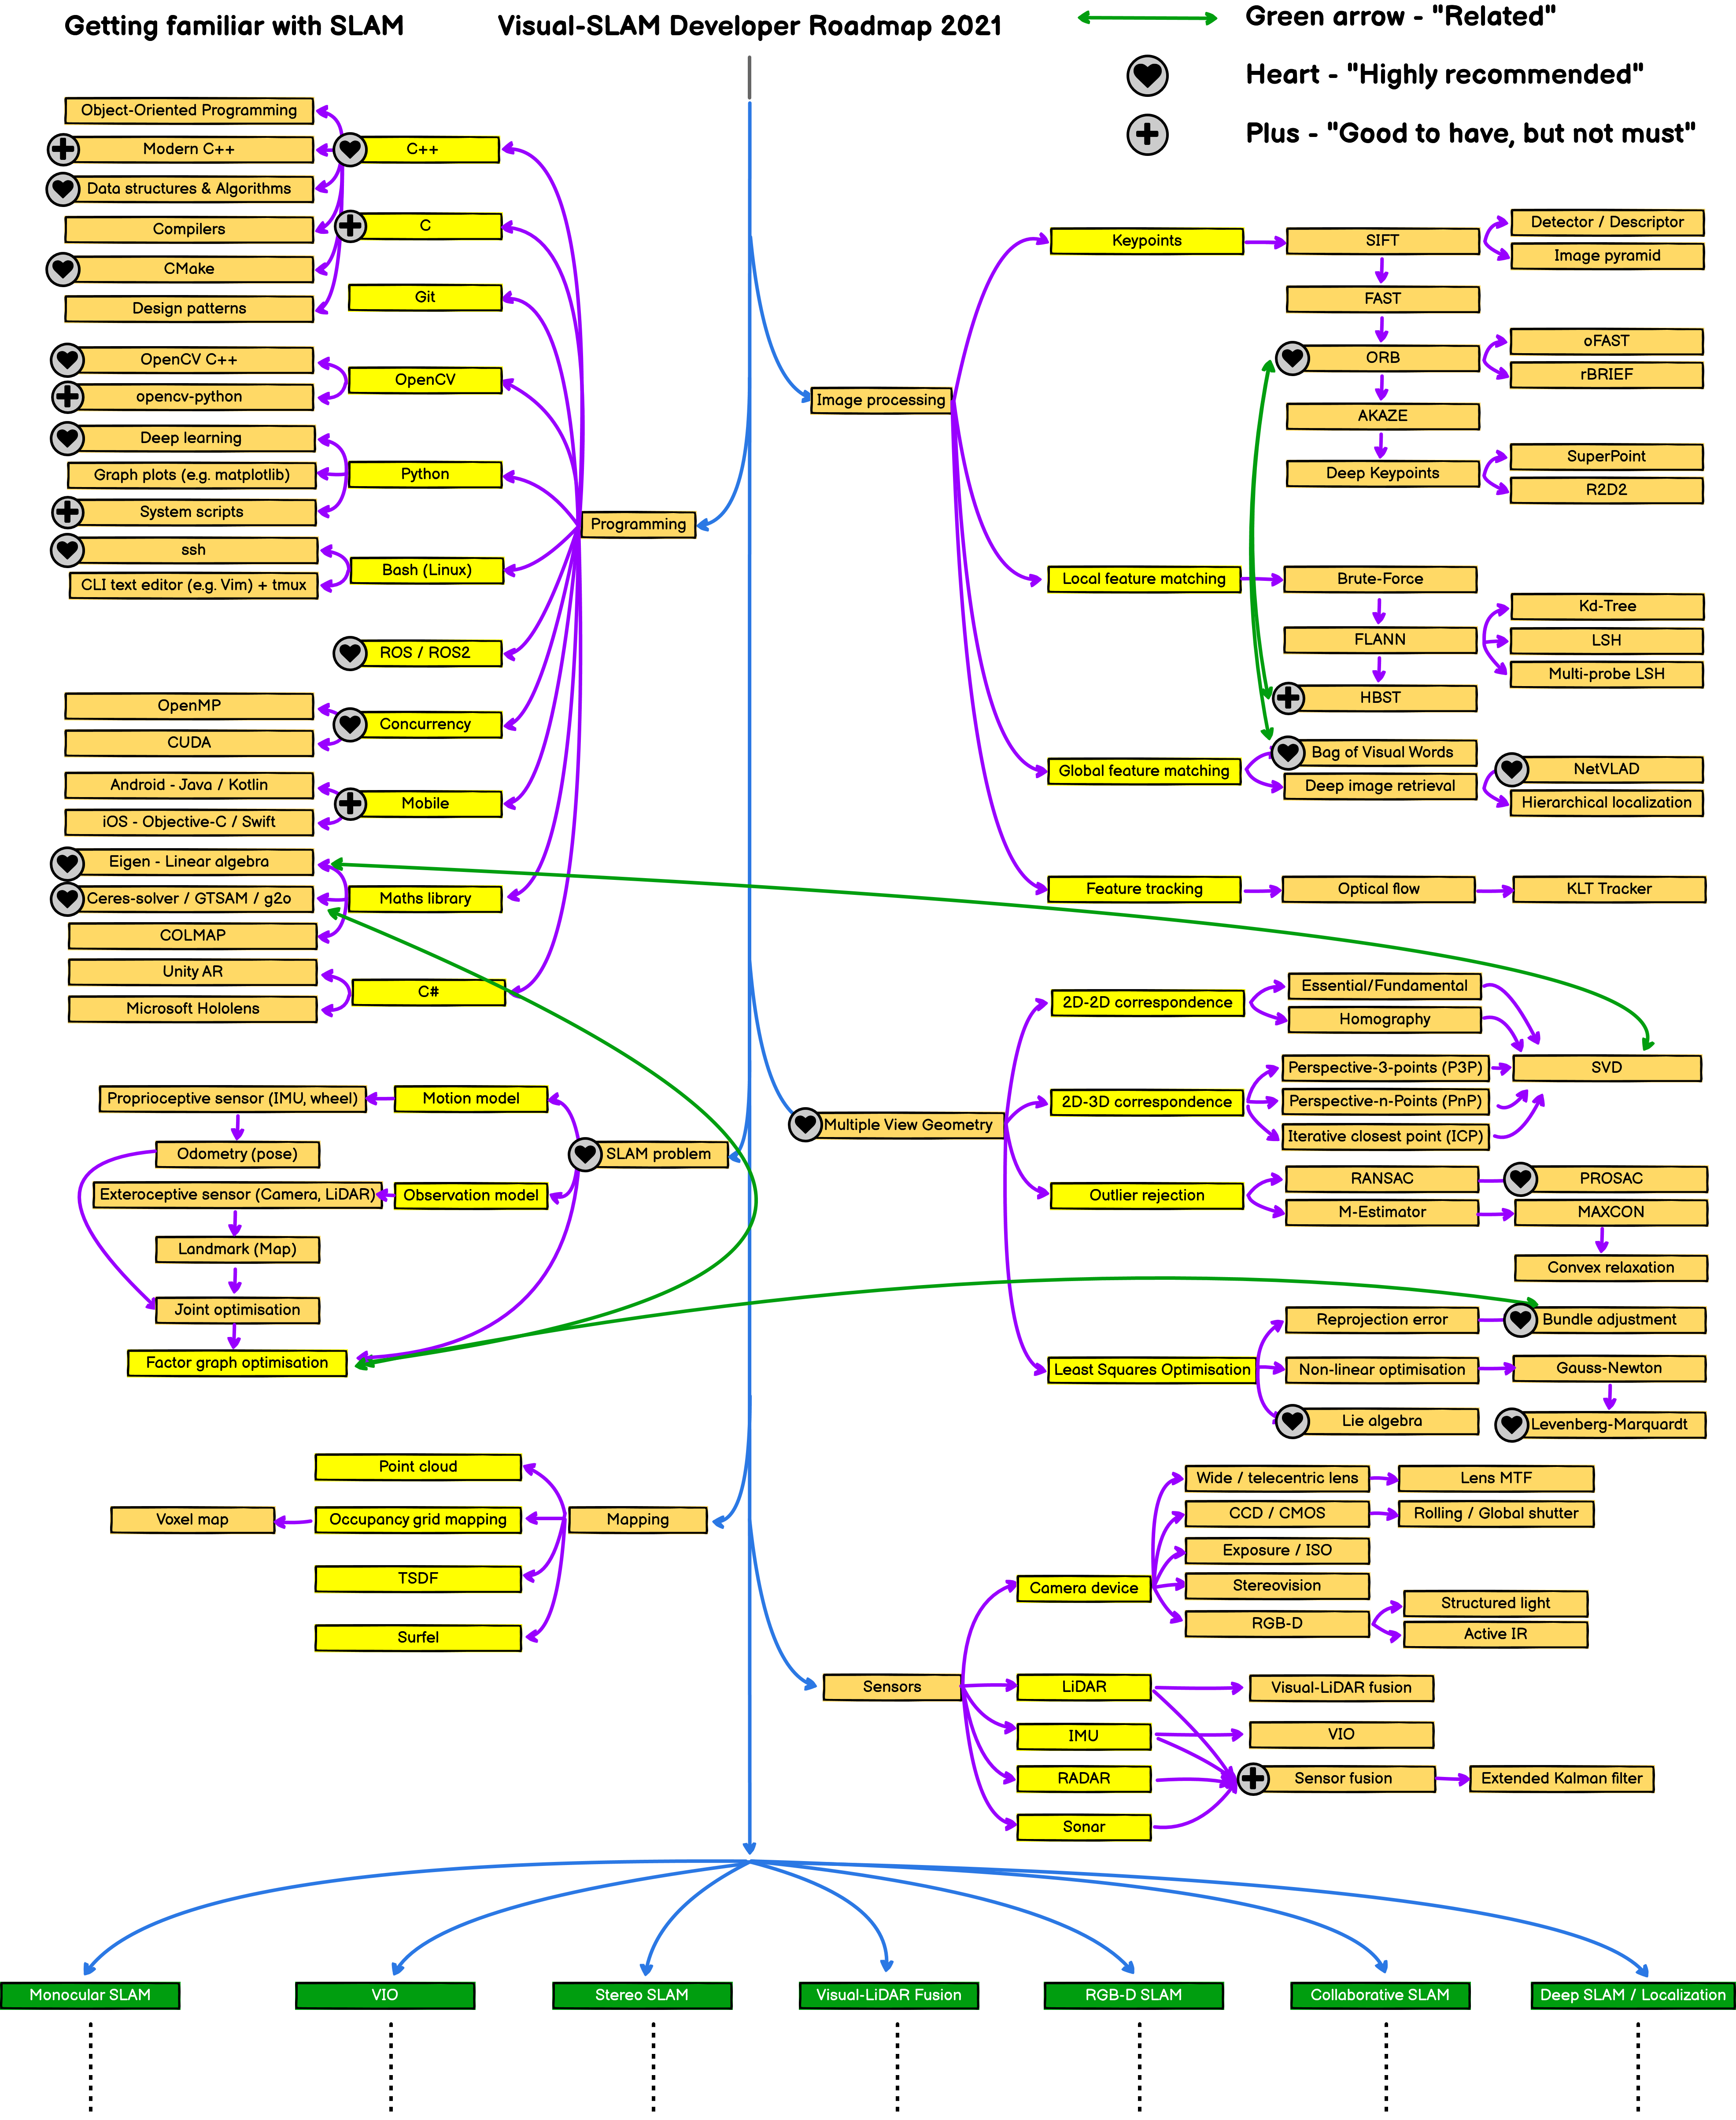 Getting familiar with SLAM
Visual-SLAM Developer Roadmap 2021
Green arrow - "Related"
Heart - "Highly recommended"
Plus - "Good to have, but not must"
Object-Oriented Programming
Modern C++
Data structures & Algorithms
Compilers
CMake
Design patterns
C++
C
Git
OpenCV C++
opencv-python
OpenCV
Deep learning
Graph plots (e.g. matplotlib)
System scripts
Python
ssh
CLI text editor (e.g. Vim) + tmux
Bash (Linux)
Programming
ROS / ROS2
OpenMP
CUDA
Concurrency
Android - Java / Kotlin
iOS - Objective-C / Swift
Mobile
Eigen - Linear algebra
Ceres-solver / GTSAM / g2o
COLMAP
Maths library
Unity AR
Microsoft Hololens
C#
Image processing
Keypoints
SIFT
Detector / Descriptor
Image pyramid
FAST
ORB
oFAST
rBRIEF
AKAZE
Deep Keypoints
SuperPoint
R2D2
Local feature matching
Brute-Force
FLANN
Kd-Tree
LSH
Multi-probe LSH
HBST
Global feature matching
Bag of Visual Words
Deep image retrieval
NetVLAD
Hierarchical localization
Feature tracking
Optical flow
KLT Tracker
Proprioceptive sensor (IMU, wheel)
Motion model
Odometry (pose)
SLAM problem
Exteroceptive sensor (Camera, LiDAR)
Observation model
Landmark (Map)
Joint optimisation
Factor graph optimisation
Multiple View Geometry
2D-2D correspondence
Essential/Fundamental
Homography
2D-3D correspondence
Perspective-3-points (P3P)
Perspective-n-Points (PnP)
Iterative closest point (ICP)
SVD
Outlier rejection
RANSAC
PROSAC
M-Estimator
MAXCON
Convex relaxation
Least Squares Optimisation
Reprojection error
Bundle adjustment
Non-linear optimisation
Gauss-Newton
Lie algebra
Levenberg-Marquardt
Point cloud
Voxel map
Occupancy grid mapping
Mapping
TSDF
Surfel
Sensors
Camera device
Wide / telecentric lens
Lens MTF
CCD / CMOS
Rolling / Global shutter
Exposure / ISO
Stereovision
RGB-D
Structured light
Active IR
LiDAR
Visual-LiDAR fusion
IMU
VIO
RADAR
Sensor fusion
Extended Kalman filter
Sonar
Monocular SLAM
VIO
Stereo SLAM
Visual-LiDAR Fusion
RGB-D SLAM
Collaborative SLAM
Deep SLAM / Localization